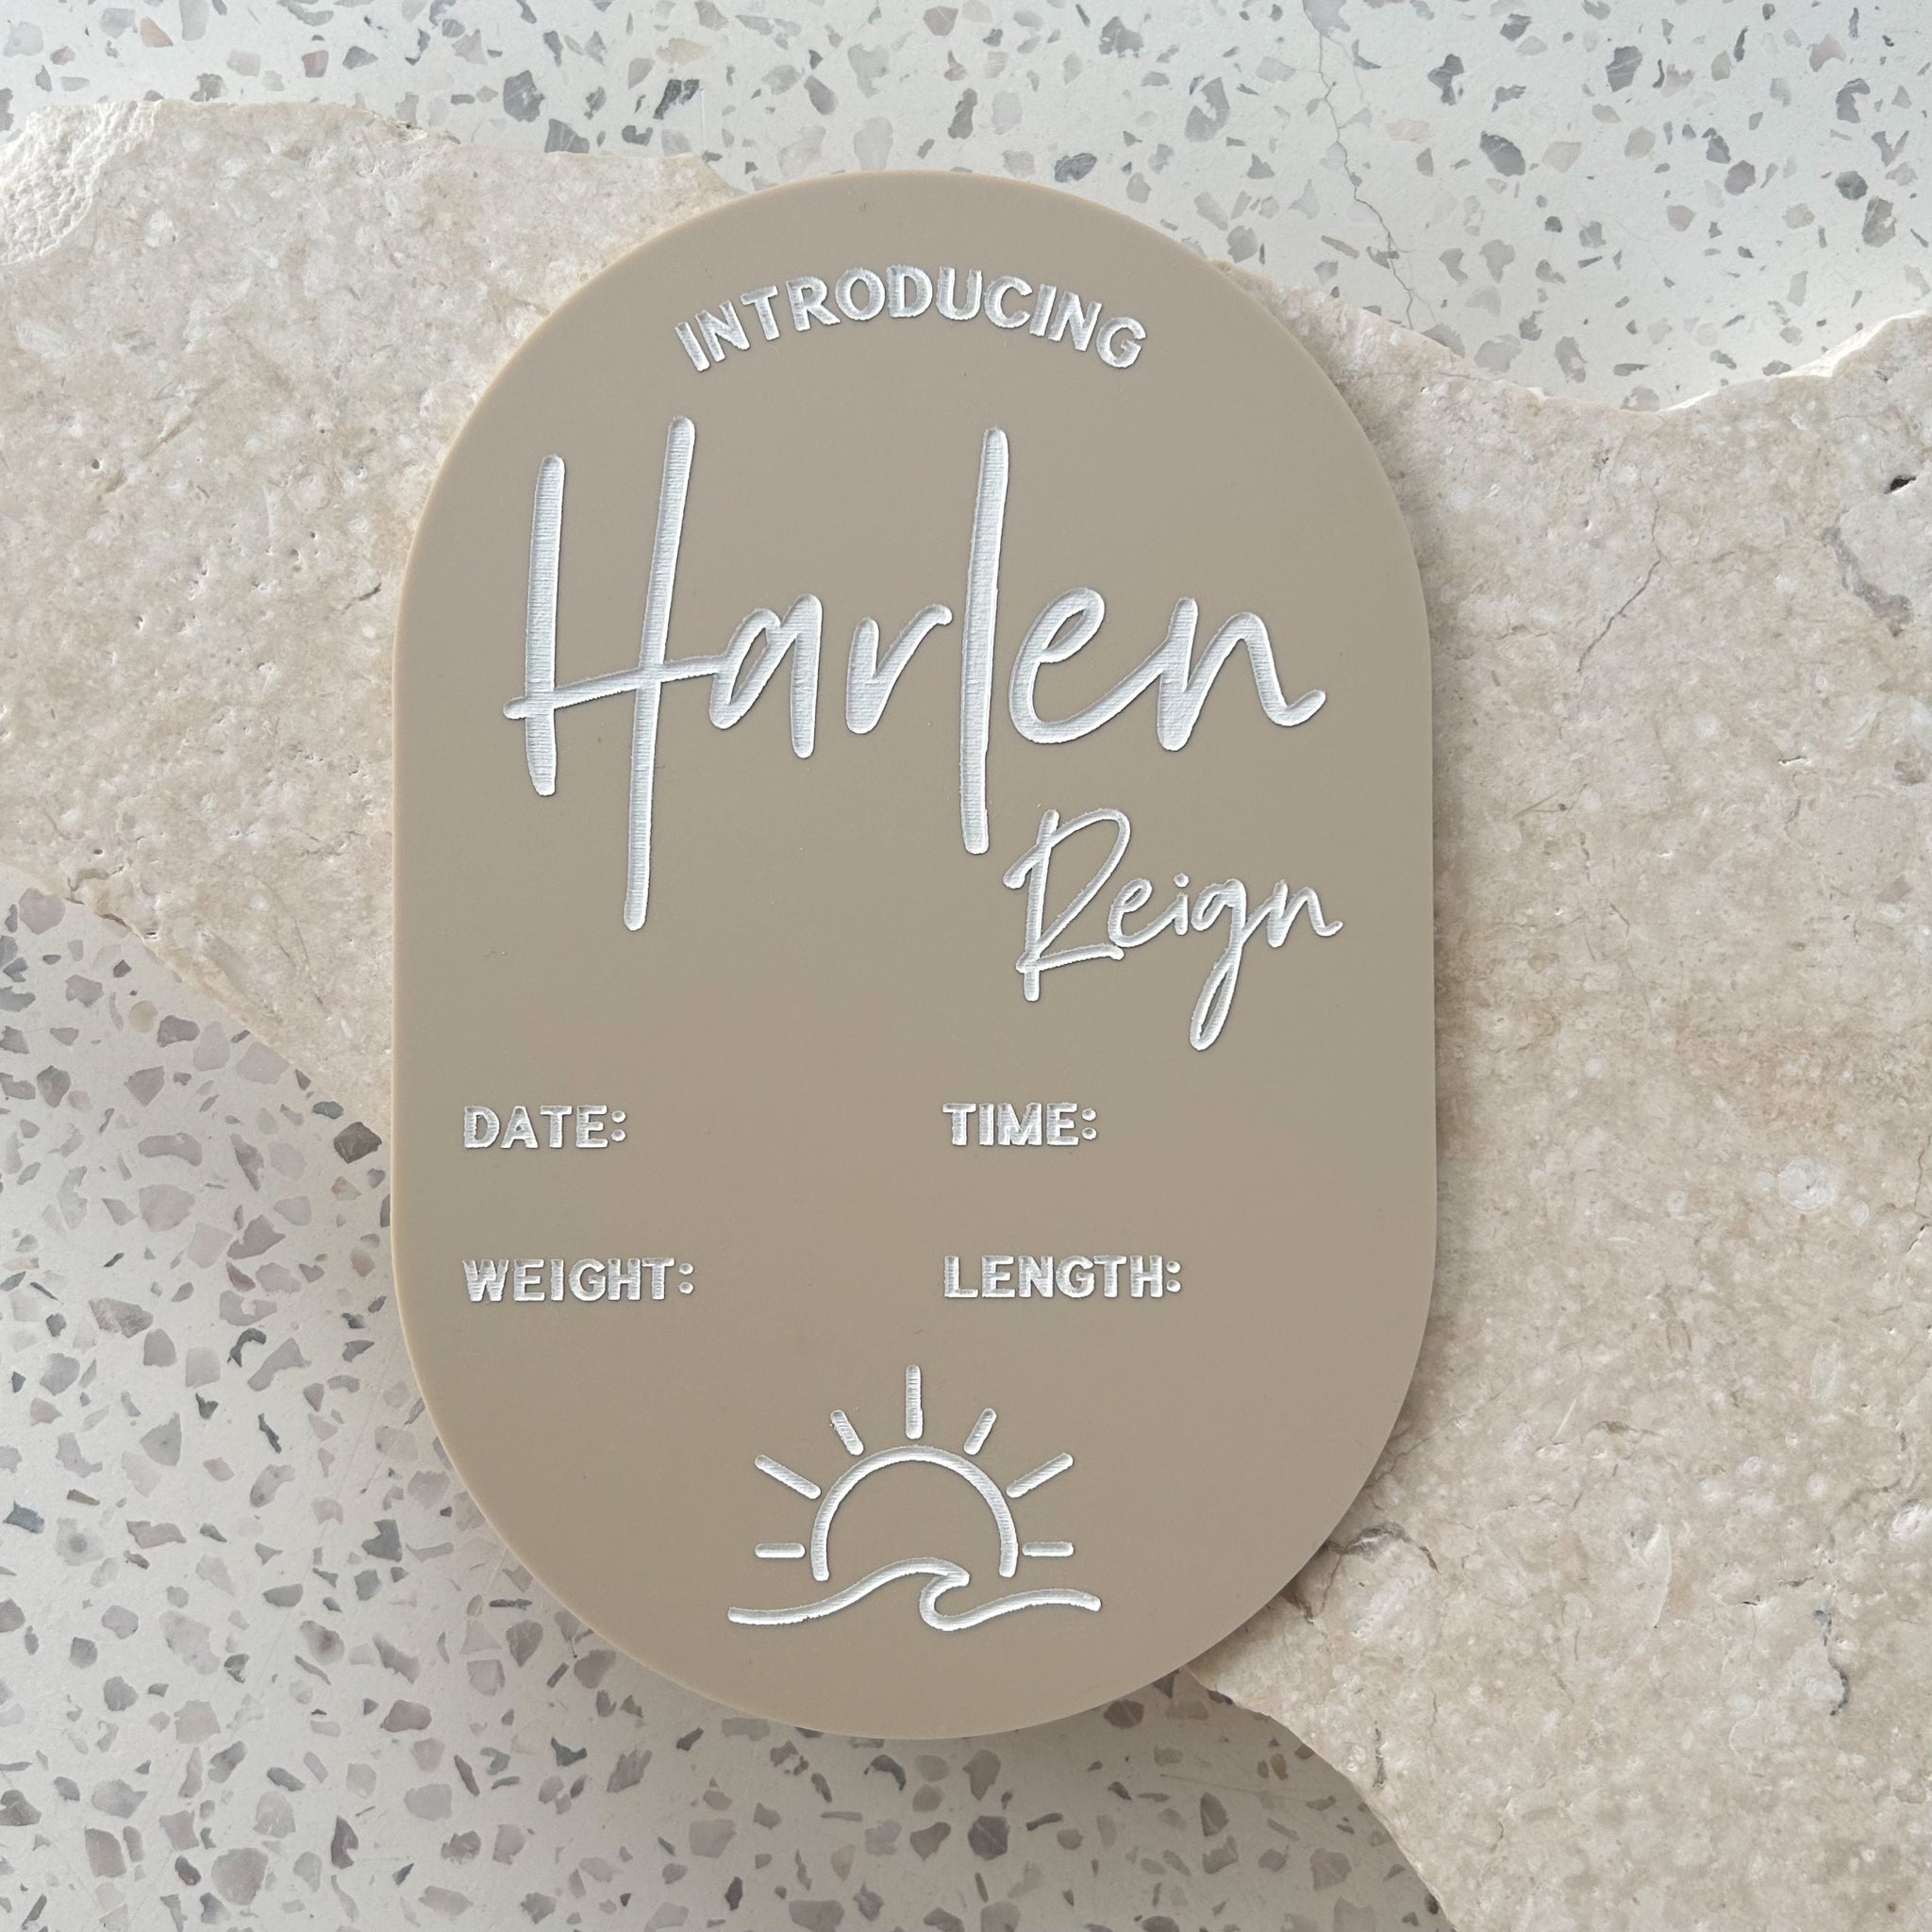 INTRODUCING
Harlen
Reign
DATE: TIME:
WEIGHT: LENGTH: